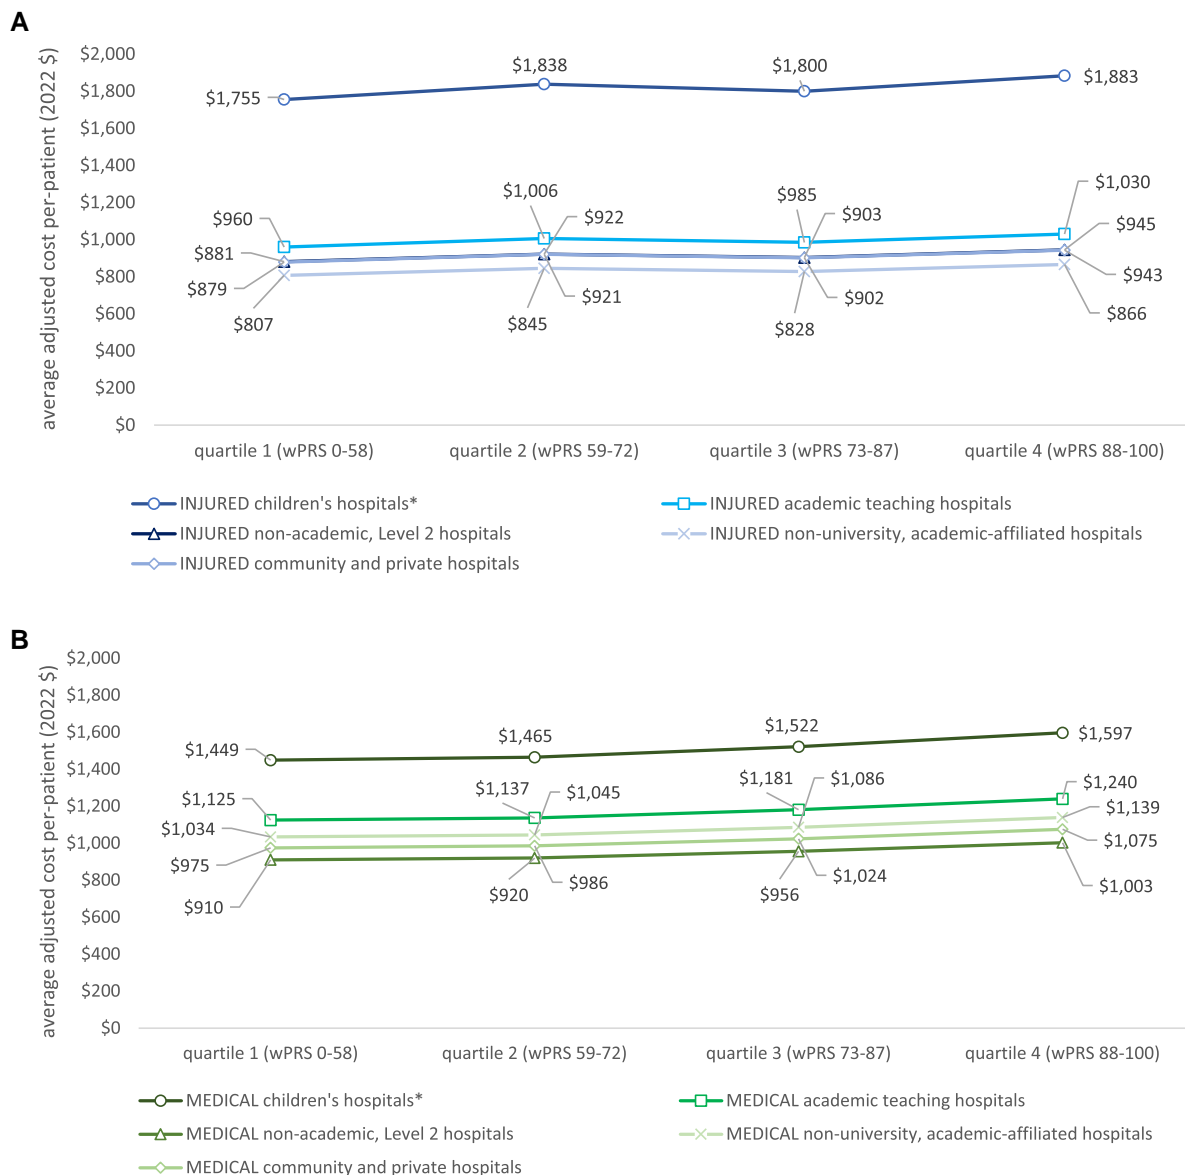 A
average adjusted cost per-patient (2022 $)
$2,000
$1,800
$1,600
$1,400
$1,200
$1,000
$800
$600
$400
$200
$0
$1,755
$1,838
$1,800
$1,883
$960
$1,006
$985
$1,030
$881
$922
$903
$945
$879
$921
$902
$943
$807
$845
$828
$866
quartile 1 (wPRS 0-58)
quartile 2 (wPRS 59-72)
quartile 3 (wPRS 73-87)
quartile 4 (wPRS 88-100)
INJURED children's hospitals*
INJURED academic teaching hospitals
INJURED non-academic, Level 2 hospitals
INJURED non-university, academic-affiliated hospitals
INJURED community and private hospitals
B
average adjusted cost per-patient (2022 $)
$2,000
$1,800
$1,600
$1,400
$1,200
$1,000
$800
$600
$400
$200
$0
$1,449
$1,465
$1,522
$1,597
$1,125
$1,137
$1,181
$1,240
$1,034
$1,045
$1,086
$1,139
$975
$986
$1,024
$1,075
$910
$920
$956
$1,003
quartile 1 (wPRS 0-58)
quartile 2 (wPRS 59-72)
quartile 3 (wPRS 73-87)
quartile 4 (wPRS 88-100)
MEDICAL children's hospitals*
MEDICAL academic teaching hospitals
MEDICAL non-academic, Level 2 hospitals
MEDICAL non-university, academic-affiliated hospitals
MEDICAL community and private hospitals